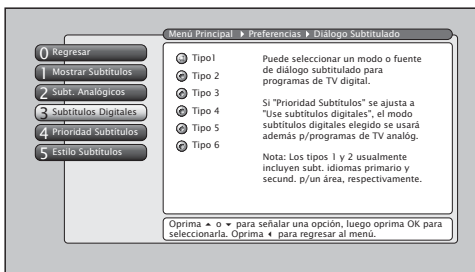 Menú Principal ▸ Preferencias ▸ Diálogo Subtitulado
0 Regresar
1 Mostrar Subtítulos
2 Subt. Analógicos
3 Subtítulos Digitales
4 Prioridad Subtítulos
5 Estilo Subtítulos
Tipo1
Tipo 2
Tipo 3
Tipo 4
Tipo 5
Tipo 6
Puede seleccionar un modo o fuente
de diálogo subtitulado para
programas de TV digital.
Si "Prioridad Subtítulos" se ajusta a
"Use subtítulos digitales", el modo
subtítulos digitales elegido se usará
además p/programas de TV analóg.
Nota: Los tipos 1 y 2 usualmente
incluyen subt. idiomas primario y
secund. p/un área, respectivamente.
Oprima ▴ o ▾ para señalar una opción, luego oprima OK para
seleccionarla. Oprima ◂ para regresar al menú.